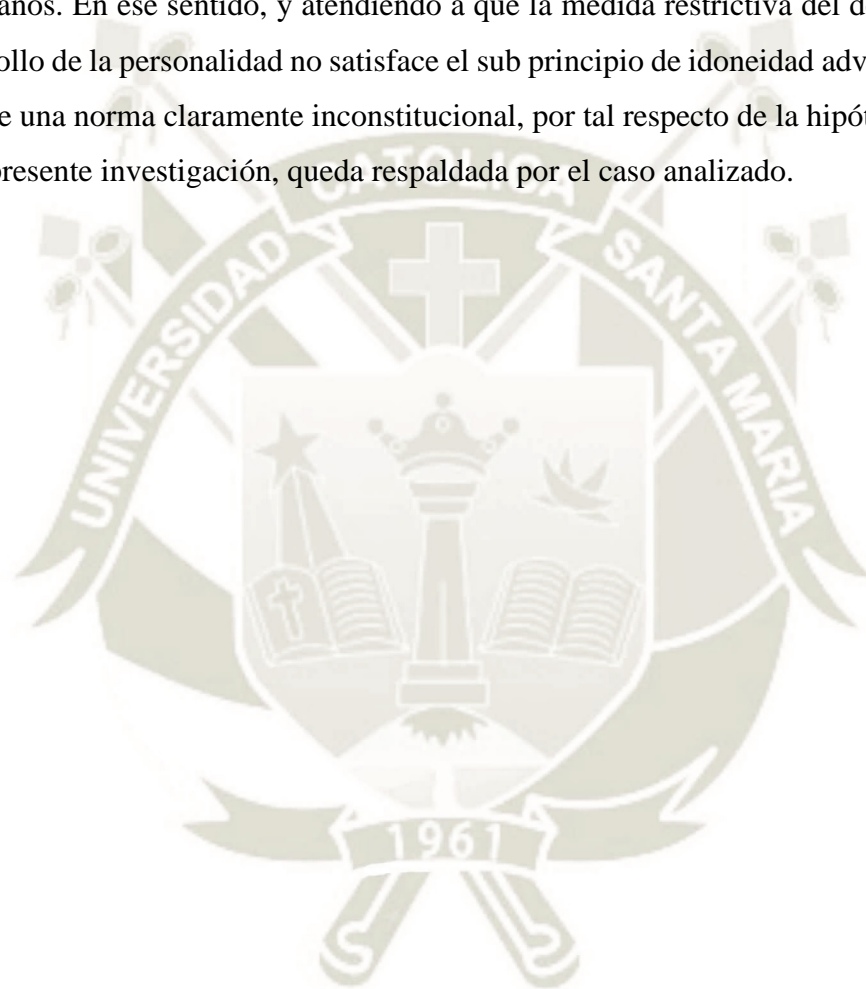 anos. En ese sentido, y atendiendo a que la medida restrictiva del d
ollo de la personalidad no satisface el sub principio de idoneidad adv
e una norma claramente inconstitucional, por tal respecto de la hipót
presente investigación, queda respaldada por el caso analizado.
CATOLICA
UNIVERSIDAD
SANTA MARIA
1961